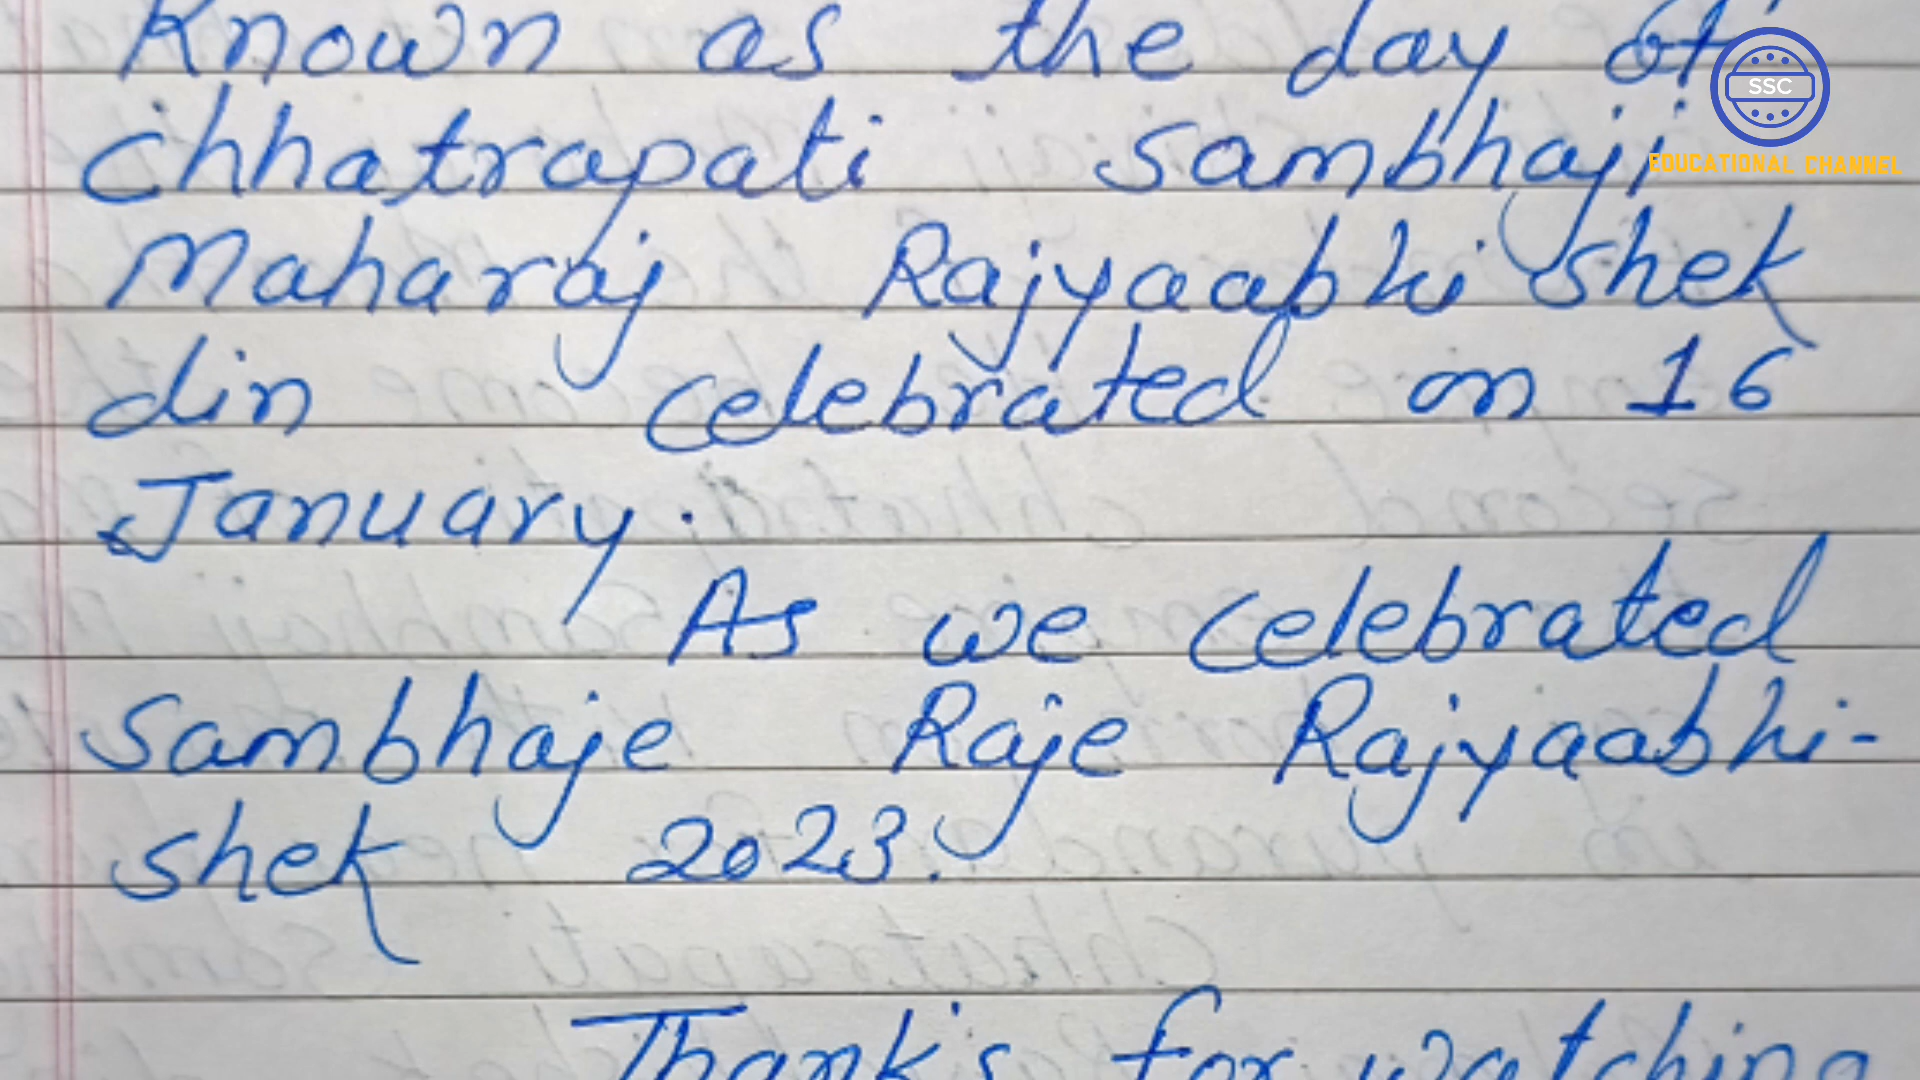 Known as the day of
chhatrapati sambhaji
Maharaj Rajyaabhishek
din celebrated on 16
January.
As we celebrated
sambhaje Raje Rajyaabhi-
shek 2023.
Thank's for watching
SSC
EDUCATIONAL CHANNEL